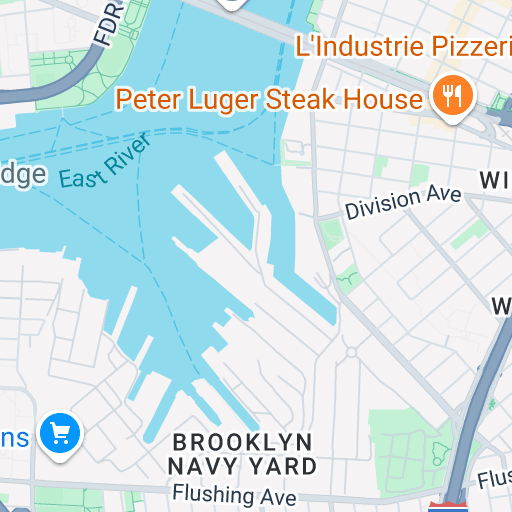 FDR
L'Industrie Pizzeri
Peter Luger Steak House
East River
dge
WI
Division Ave
W
ns
BROOKLYN
NAVY YARD
Flushing Ave
Flus